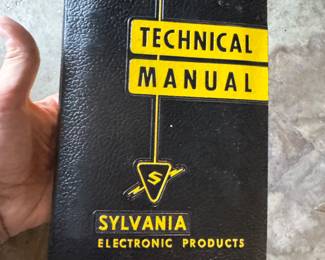 TECHNICAL
MANUAL
S
SYLVANIA
ELECTRONIC PRODUCTS